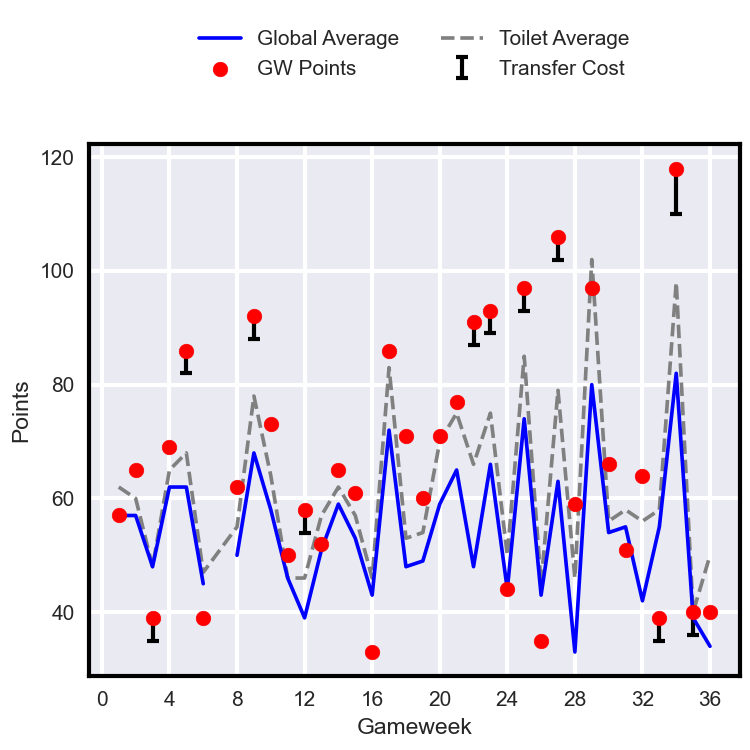 Global Average Toilet Average
GW Points Transfer Cost
120
100
80
60
40
Points
0 4 8 12 16 20 24 28 32 36
Gameweek